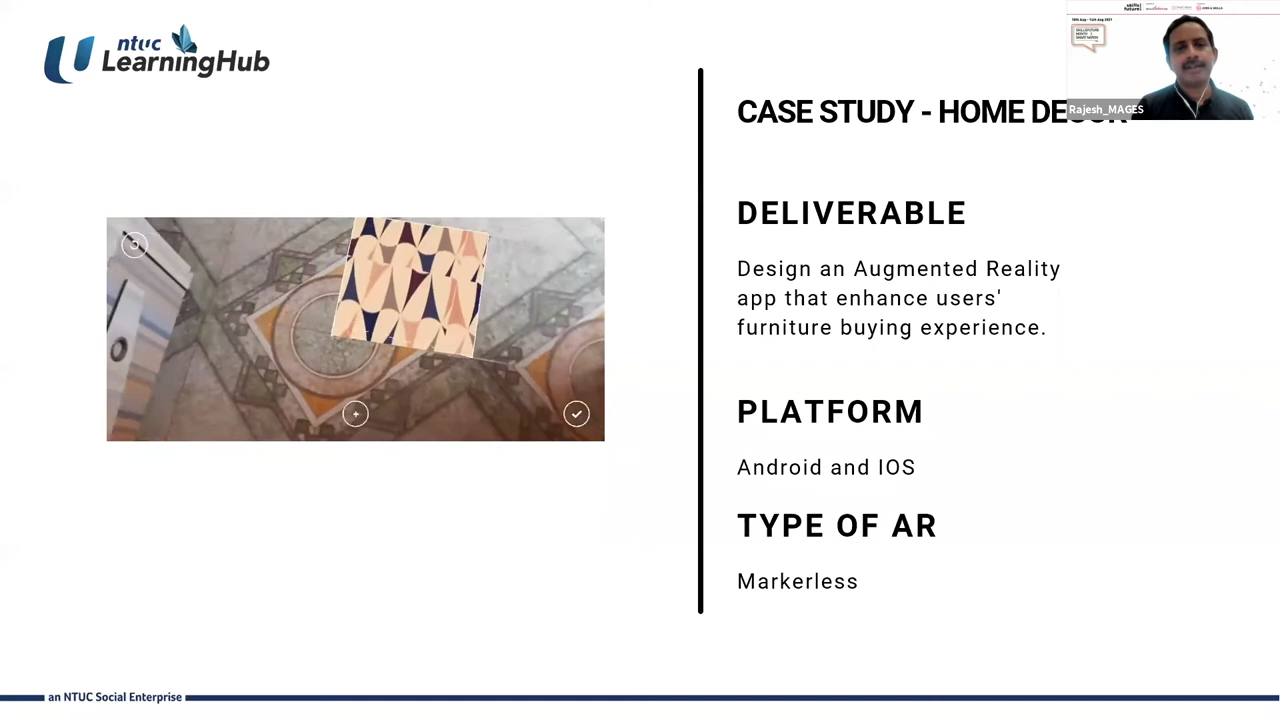 ntuc
LearningHub
CASE STUDY - HOME DECOR
Rajesh_MAGES
DELIVERABLE
Design an Augmented Reality
app that enhance users'
furniture buying experience.
PLATFORM
Android and IOS
TYPE OF AR
Markerless
an NTUC Social Enterprise